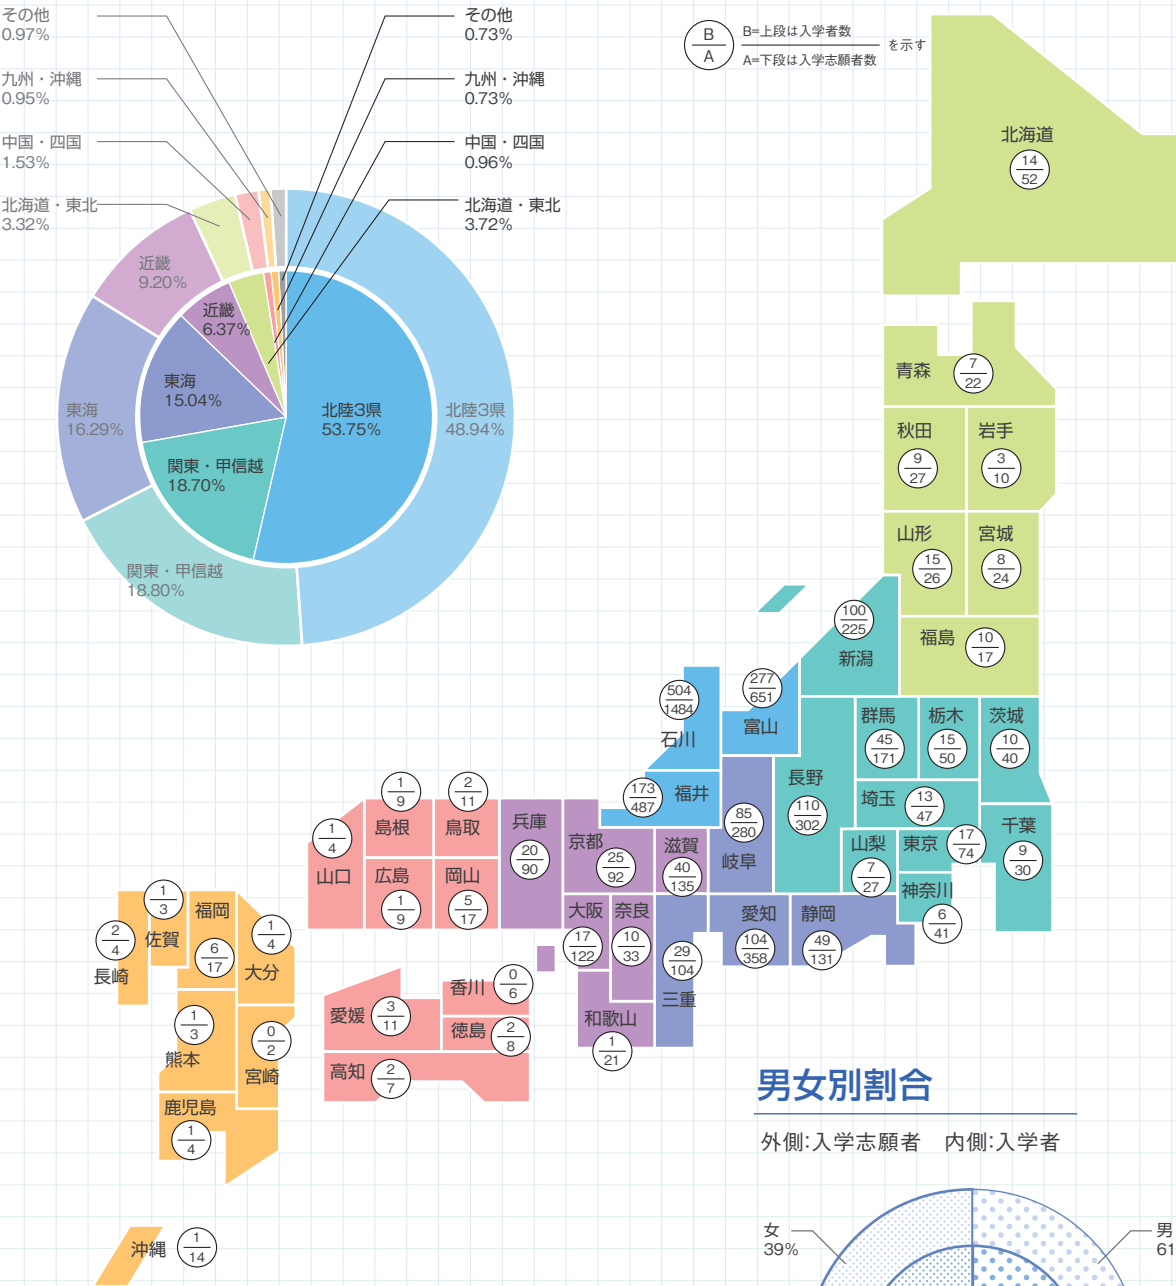 その他
0.97%
九州・沖縄
0.95%
中国・四国
1.53%
北海道・東北
3.32%
近畿
9.20%
東海
16.29%
関東・甲信越
18.80%
北陸3県
48.94%
その他
0.73%
九州・沖縄
0.73%
中国・四国
0.96%
北海道・東北
3.72%
近畿
6.37%
東海
15.04%
関東・甲信越
18.70%
北陸3県
53.75%
B
A
B=上段は入学者数
A=下段は入学志願者数
を示す
北海道
14
52
青森
7
22
秋田
9
27
岩手
3
10
山形
15
26
宮城
8
24
福島
10
17
100
225
新潟
504
1484
石川
277
651
富山
173
487
福井
群馬
45
171
栃木
15
50
茨城
10
40
長野
110
302
埼玉
13
47
千葉
9
30
山梨
7
27
東京
17
74
神奈川
6
41
85
280
岐阜
愛知
104
358
静岡
49
131
29
104
三重
滋賀
40
135
京都
25
92
兵庫
20
90
大阪
17
122
奈良
10
33
和歌山
1
21
2
11
鳥取
1
9
島根
岡山
5
17
広島
1
9
1
4
山口
香川
0
6
愛媛
3
11
徳島
2
8
高知
2
7
福岡
6
17
1
3
佐賀
2
4
長崎
1
4
大分
1
3
熊本
0
2
宮崎
鹿児島
1
4
沖縄
1
14
男女別割合
外側:入学志願者 内側:入学者
女
39%
男
61